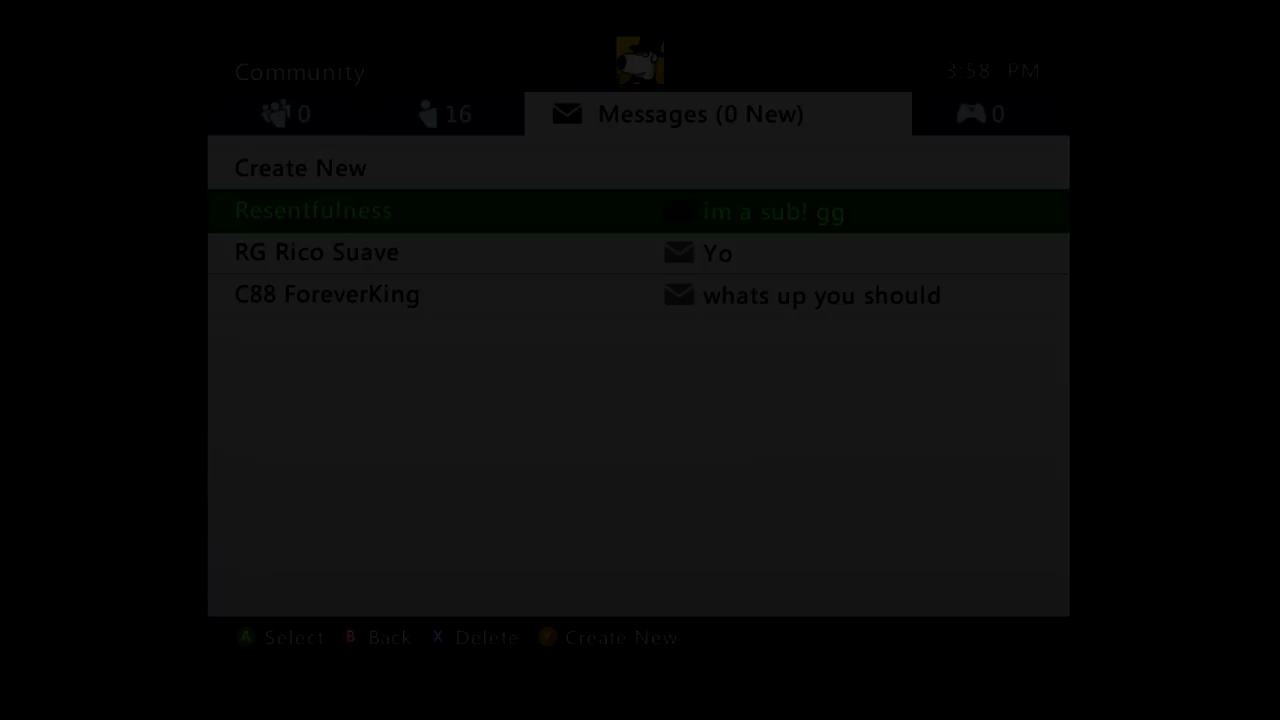 Community
3:58 PM
0
16
Messages (0 New)
0
Create New
Resentfulness im a sub! gg
RG Rico Suave Yo
C88 ForeverKing whats up you should
A Select B Back X Delete Y Create New